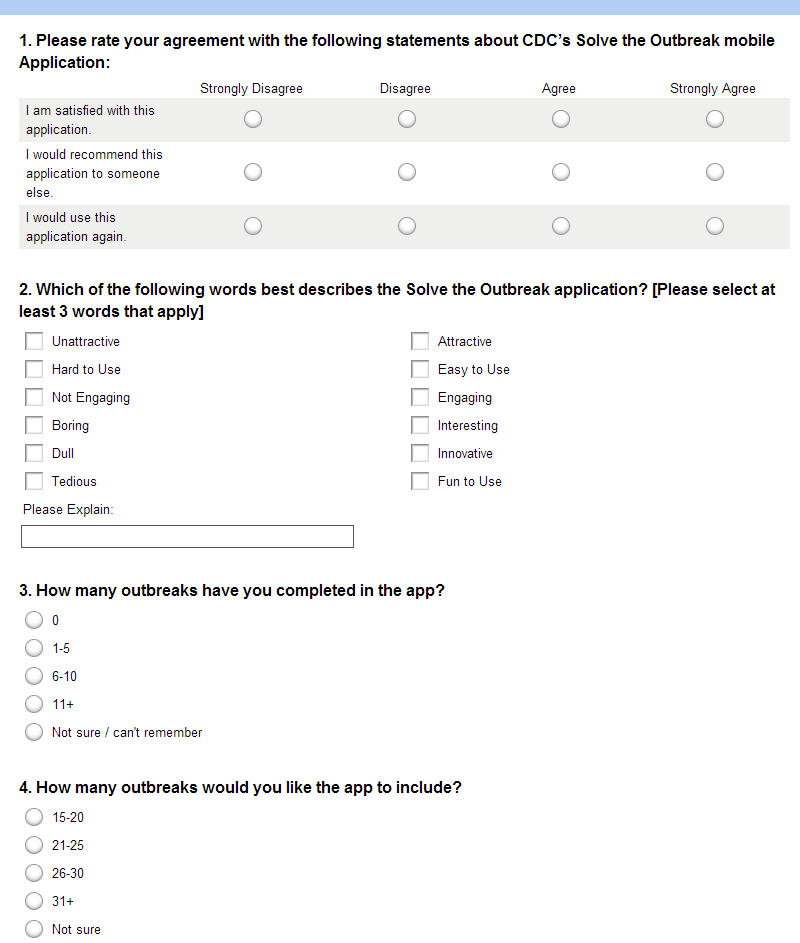 1. Please rate your agreement with the following statements about CDC's Solve the Outbreak mobile
Application:
Strongly Disagree Disagree Agree Strongly Agree
I am satisfied with this
application.
I would recommend this
application to someone
else.
I would use this
application again.
2. Which of the following words best describes the Solve the Outbreak application? [Please select at
least 3 words that apply]
Unattractive Attractive
Hard to Use Easy to Use
Not Engaging Engaging
Boring Interesting
Dull Innovative
Tedious Fun to Use
Please Explain:
3. How many outbreaks have you completed in the app?
0
1-5
6-10
11+
Not sure / can't remember
4. How many outbreaks would you like the app to include?
15-20
21-25
26-30
31+
Not sure